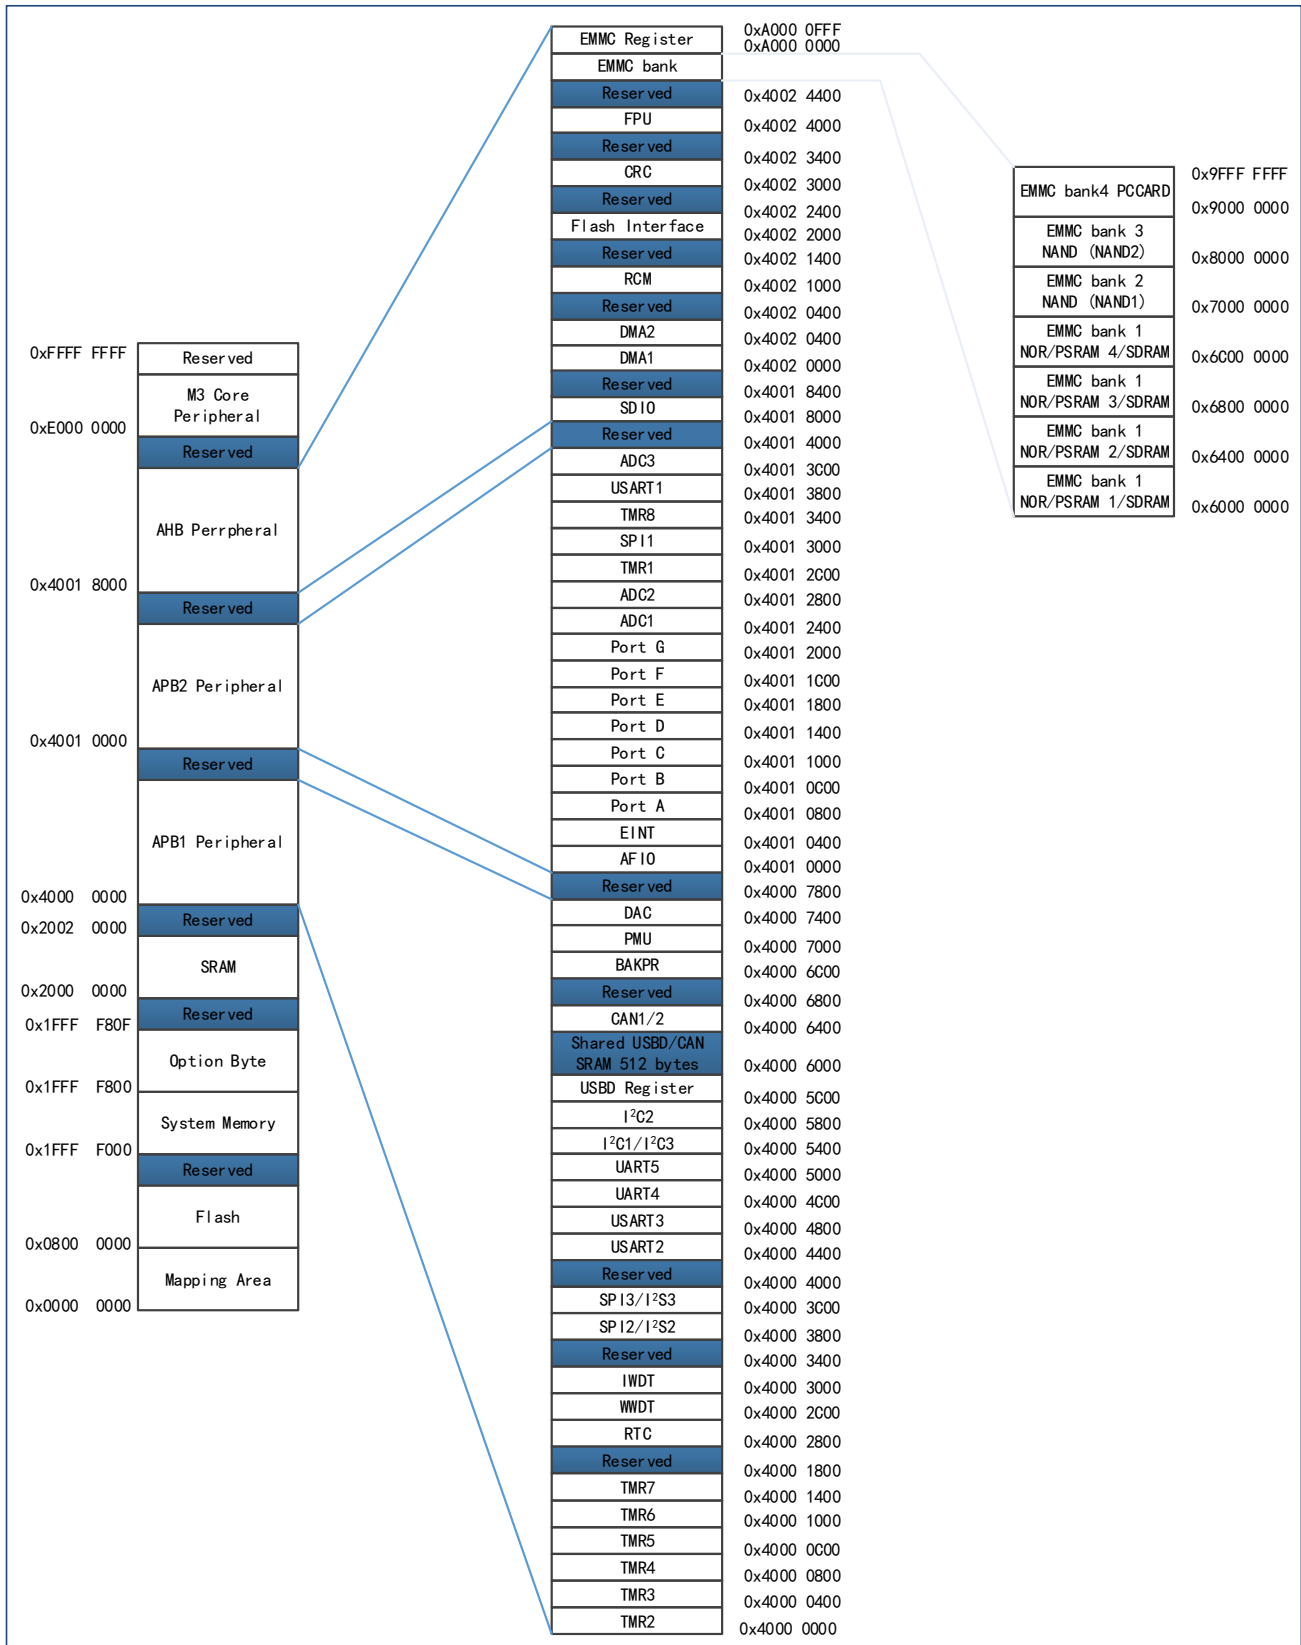 0xFFFF FFFF
Reserved
M3 Core
Peripheral
0xE000 0000
Reserved
AHB Perrpheral
0x4001 8000
Reserved
APB2 Peripheral
0x4001 0000
Reserved
APB1 Peripheral
0x4000 0000
Reserved
0x2002 0000
SRAM
0x2000 0000
Reserved
0x1FFF F80F
Option Byte
0x1FFF F800
System Memory
0x1FFF F000
Reserved
Flash
0x0800 0000
Mapping Area
0x0000 0000
0xA000 0FFF
EMMC Register
0xA000 0000
EMMC bank
Reserved
0x4002 4400
FPU
0x4002 4000
Reserved
0x4002 3400
CRC
0x4002 3000
Reserved
0x4002 2400
Flash Interface
0x4002 2000
Reserved
0x4002 1400
RCM
0x4002 1000
Reserved
0x4002 0400
DMA2
0x4002 0400
DMA1
0x4002 0000
Reserved
0x4001 8400
SDIO
0x4001 8000
Reserved
0x4001 4000
ADC3
0x4001 3C00
USART1
0x4001 3800
TMR8
0x4001 3400
SPI1
0x4001 3000
TMR1
0x4001 2C00
ADC2
0x4001 2800
ADC1
0x4001 2400
Port G
0x4001 2000
Port F
0x4001 1C00
Port E
0x4001 1800
Port D
0x4001 1400
Port C
0x4001 1000
Port B
0x4001 0C00
Port A
0x4001 0800
EINT
0x4001 0400
AFIO
0x4001 0000
Reserved
0x4000 7800
DAC
0x4000 7400
PMU
0x4000 7000
BAKPR
0x4000 6C00
Reserved
0x4000 6800
CAN1/2
0x4000 6400
Shared USBD/CAN
SRAM 512 bytes
0x4000 6000
USBD Register
0x4000 5C00
I²C2
0x4000 5800
I²C1/I²C3
0x4000 5400
UART5
0x4000 5000
UART4
0x4000 4C00
USART3
0x4000 4800
USART2
0x4000 4400
Reserved
0x4000 4000
SPI3/I²S3
0x4000 3C00
SPI2/I²S2
0x4000 3800
Reserved
0x4000 3400
IWDT
0x4000 3000
WWDT
0x4000 2C00
RTC
0x4000 2800
Reserved
0x4000 1800
TMR7
0x4000 1400
TMR6
0x4000 1000
TMR5
0x4000 0C00
TMR4
0x4000 0800
TMR3
0x4000 0400
TMR2
0x4000 0000
0x9FFF FFFF
EMMC bank4 PCCARD
0x9000 0000
EMMC bank 3
NAND (NAND2)
0x8000 0000
EMMC bank 2
NAND (NAND1)
0x7000 0000
EMMC bank 1
NOR/PSRAM 4/SDRAM
0x6C00 0000
EMMC bank 1
NOR/PSRAM 3/SDRAM
0x6800 0000
EMMC bank 1
NOR/PSRAM 2/SDRAM
0x6400 0000
EMMC bank 1
NOR/PSRAM 1/SDRAM
0x6000 0000